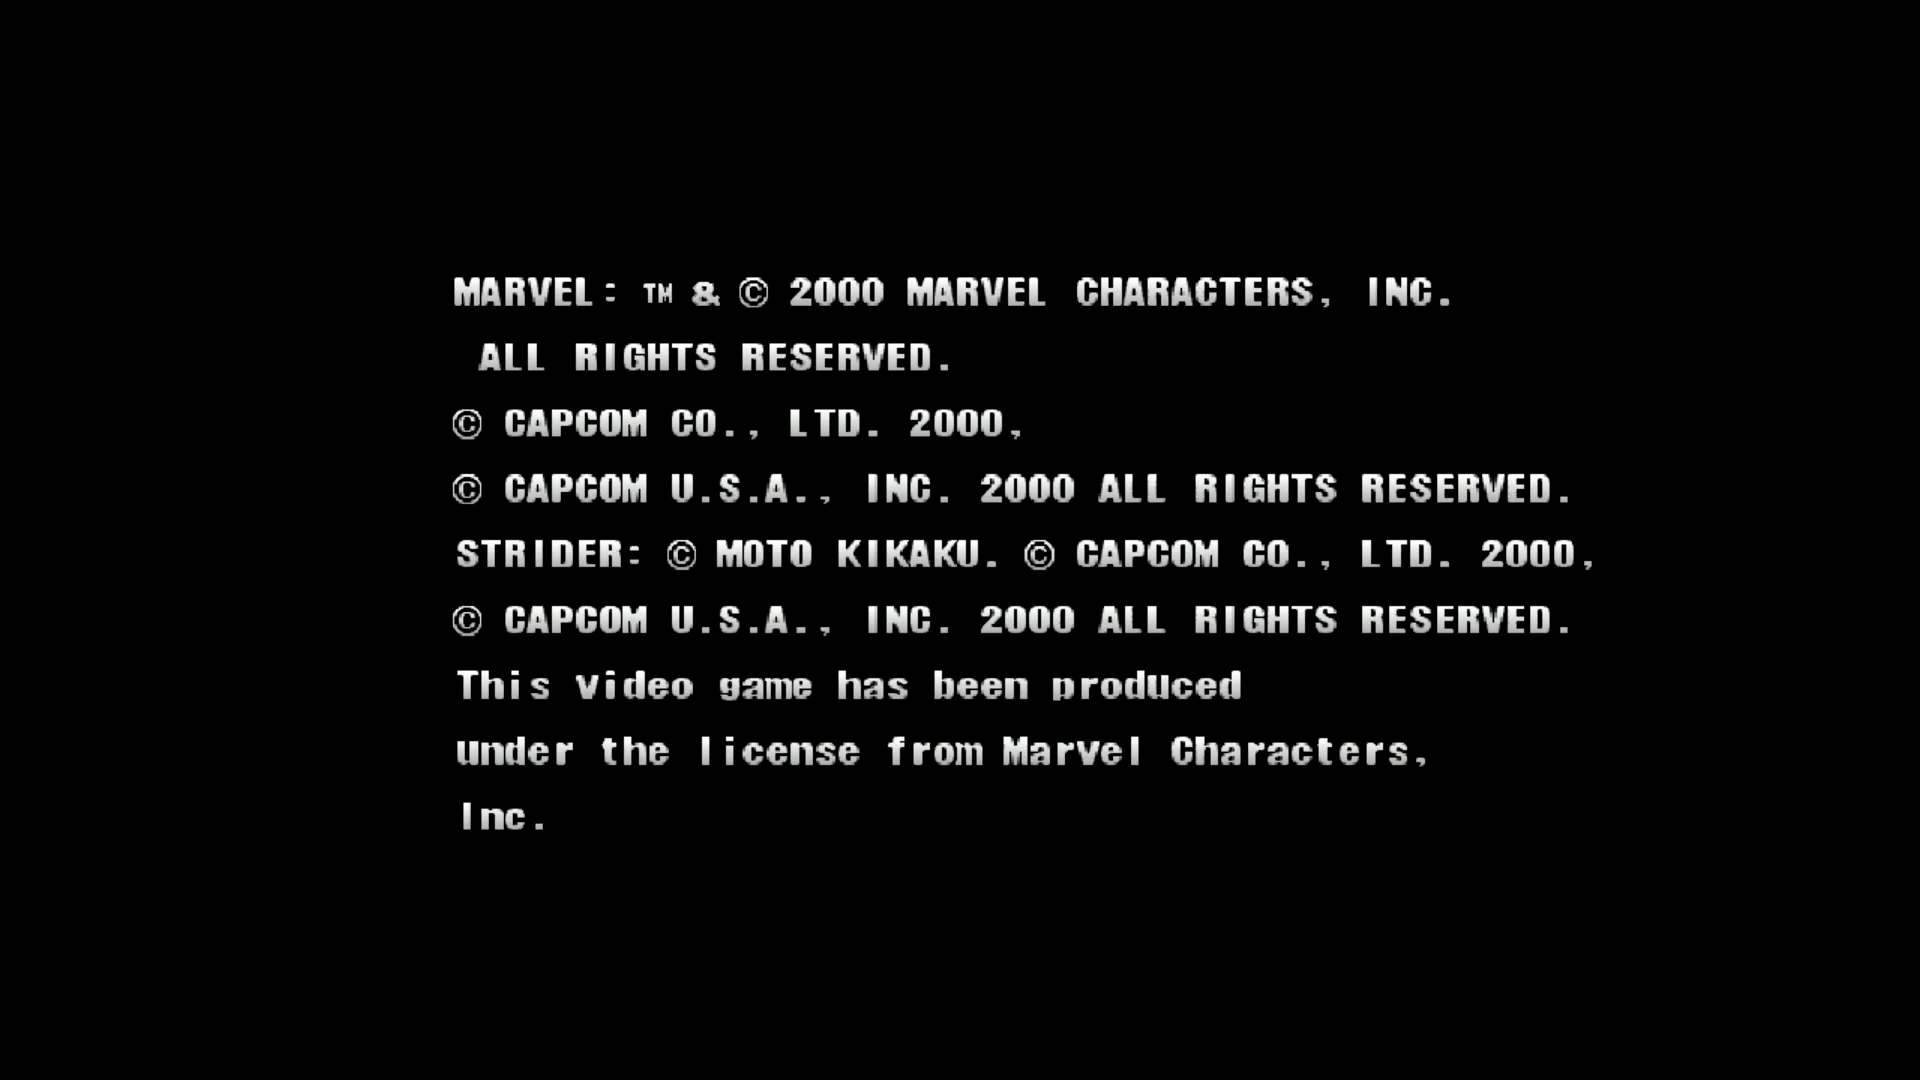 MARVEL: ™ & © 2000 MARVEL CHARACTERS, INC.
ALL RIGHTS RESERVED.
© CAPCOM CO., LTD. 2000,
© CAPCOM U.S.A., INC. 2000 ALL RIGHTS RESERVED.
STRIDER: © MOTO KIKAKU. © CAPCOM CO., LTD. 2000,
© CAPCOM U.S.A., INC. 2000 ALL RIGHTS RESERVED.
This video game has been produced
under the license from Marvel Characters,
Inc.